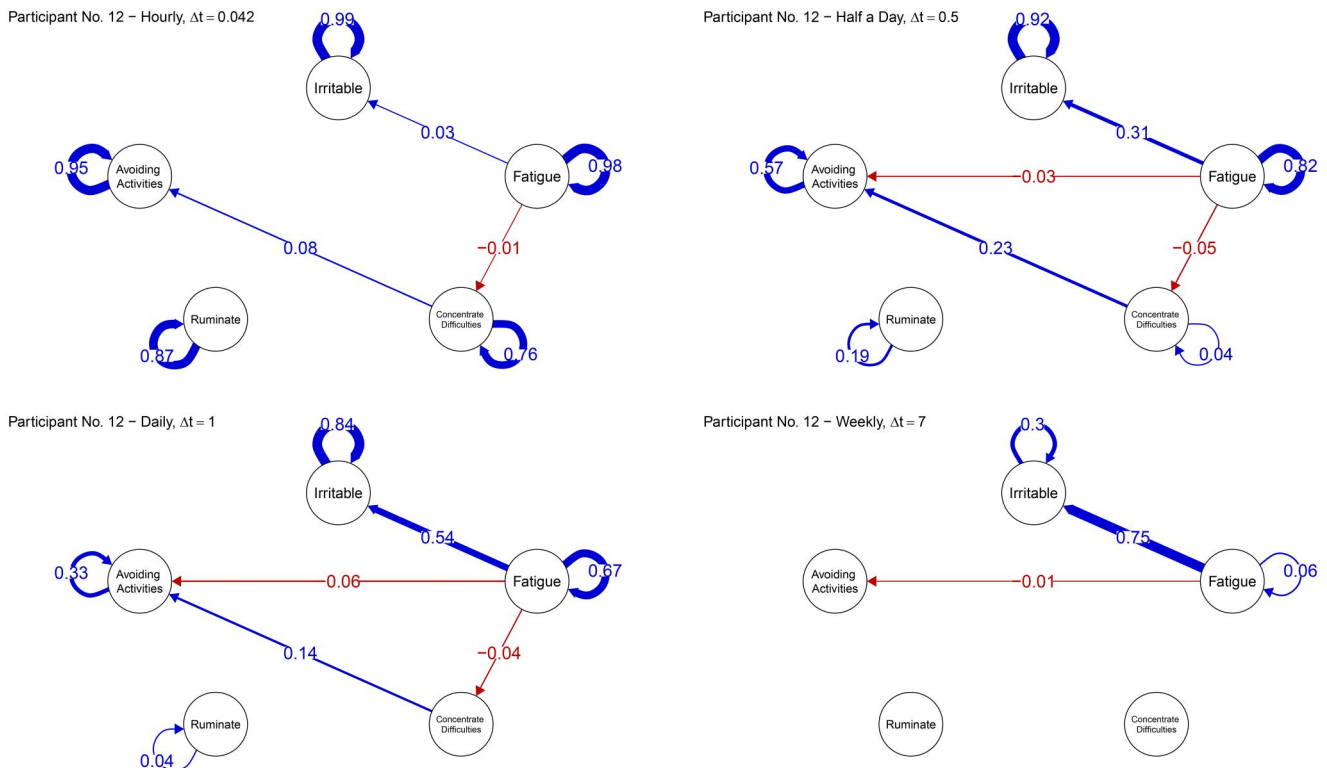 Participant No. 12 − Hourly, Δt = 0.042
0.99
Irritable
0.03
0.95
Avoiding
Activities
Fatigue
0.98
0.08
−0.01
Ruminate
0.87
Concentrate
Difficulties
0.76
Participant No. 12 − Half a Day, Δt = 0.5
0.92
Irritable
0.31
0.57
Avoiding
Activities
−0.03
Fatigue
0.82
0.23
−0.05
Ruminate
0.19
Concentrate
Difficulties
0.04
Participant No. 12 − Daily, Δt = 1
0.84
Irritable
0.54
0.33
Avoiding
Activities
−0.06
Fatigue
0.67
0.14
−0.04
Ruminate
0.04
Concentrate
Difficulties
Participant No. 12 − Weekly, Δt = 7
0.3
Irritable
0.75
Avoiding
Activities
−0.01
Fatigue
0.06
Ruminate
Concentrate
Difficulties